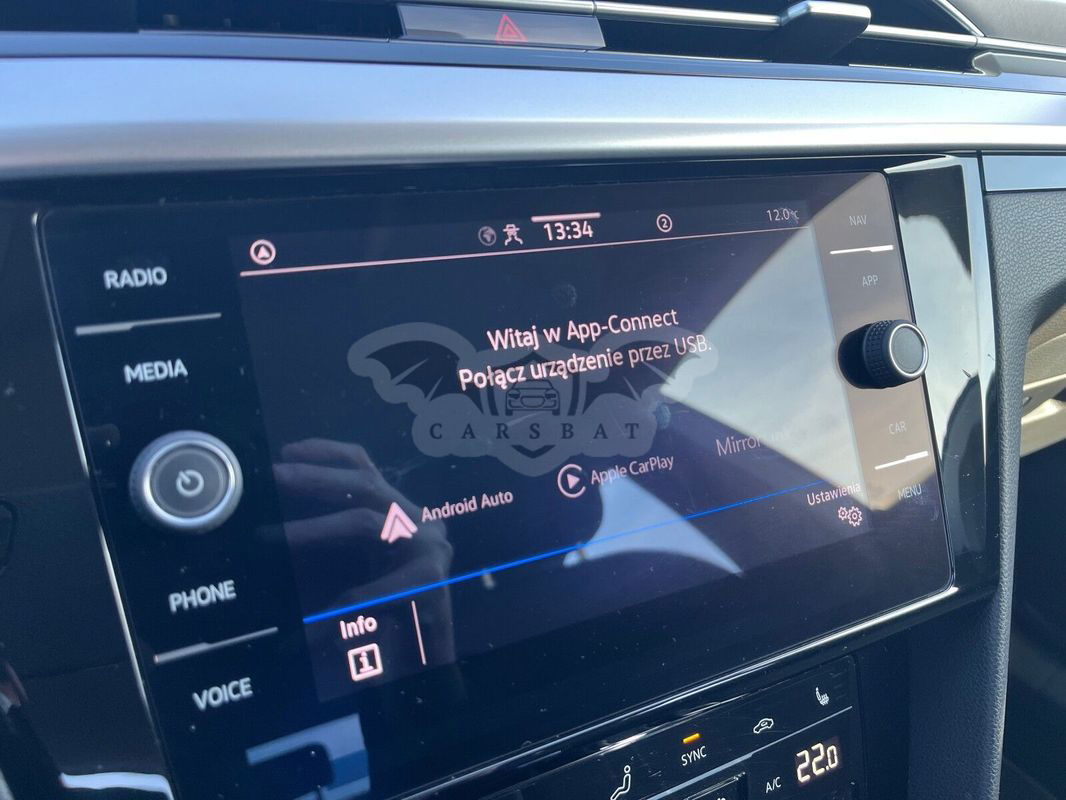 13:34
2
12.0°C
RADIO
MEDIA
PHONE
VOICE
Witaj w App-Connect
Połącz urządzenie przez USB.
CARSBAT
Android Auto
Apple CarPlay
Ustawienia
Info
NAV
APP
CAR
MENU
SYNC
A/C
22.0